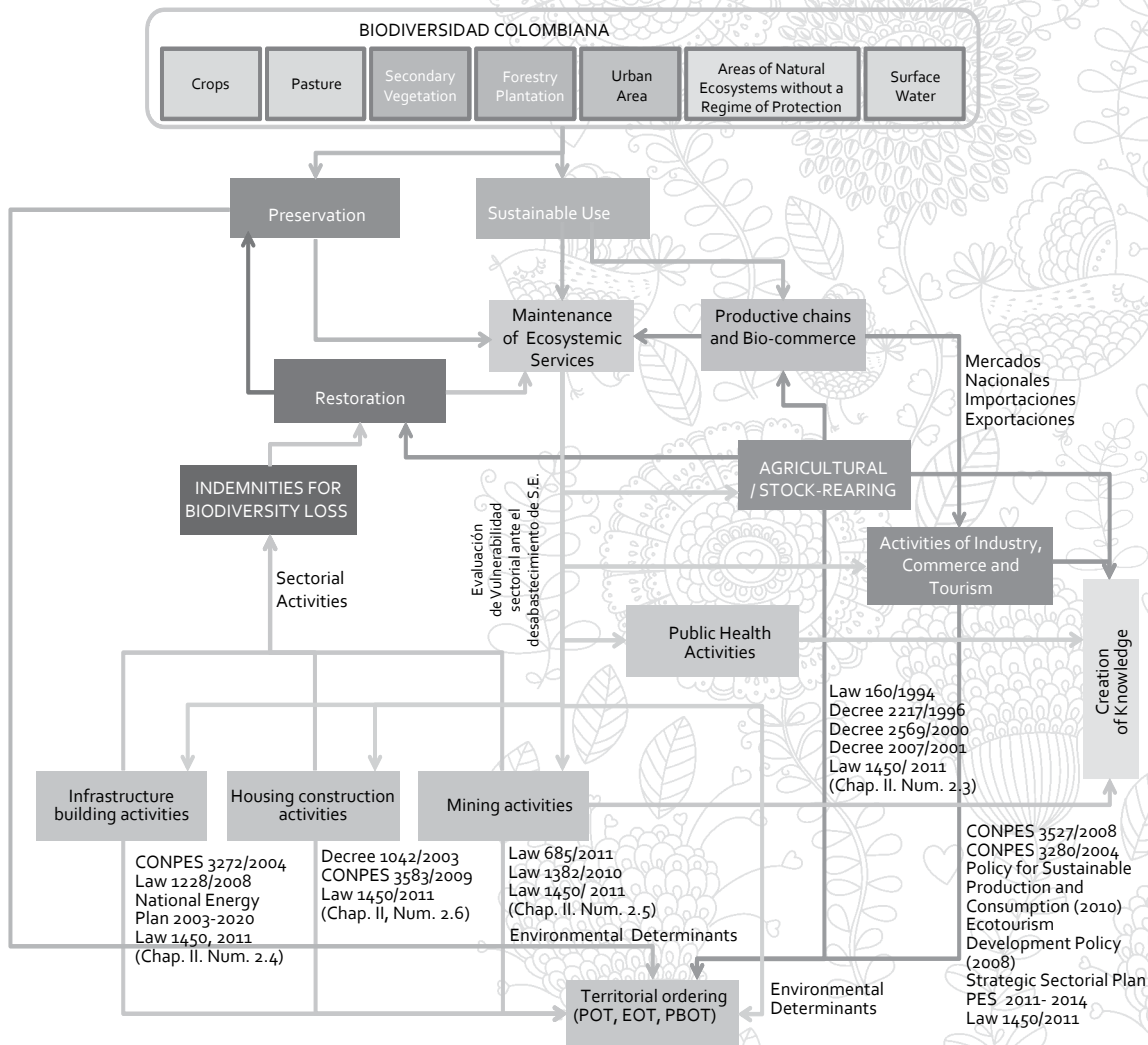 BIODIVERSIDAD COLOMBIANA
Crops
Pasture
Secondary
Vegetation
Forestry
Plantation
Urban
Area
Areas of Natural
Ecosystems without a
Regime of Protection
Surface
Water
Preservation
Sustainable Use
Maintenance
of Ecosystemic
Services
Productive chains
and Bio-commerce
Mercados
Nacionales
Importaciones
Exportaciones
Restoration
AGRICULTURAL
/ STOCK-REARING
INDEMNITIES FOR
BIODIVERSITY LOSS
Evaluación
de Vulnerabilidad
sectorial ante el
desabastecimiento de S.E.
Activities of Industry,
Commerce and
Tourism
Sectorial
Activities
Public Health
Activities
Creation
of Knowledge
Law 160/1994
Decree 2217/1996
Decree 2569/2000
Decree 2007/2001
Law 1450/ 2011
(Chap. II. Num. 2.3)
Infrastructure
building activities
Housing construction
activities
Mining activities
CONPES 3272/2004
Law 1228/2008
National Energy
Plan 2003-2020
Law 1450, 2011
(Chap. II. Num. 2.4)
Decree 1042/2003
CONPES 3583/2009
Law 1450/2011
(Chap. II, Num. 2.6)
Law 685/2011
Law 1382/2010
Law 1450/ 2011
(Chap. II. Num. 2.5)
CONPES 3527/2008
CONPES 3280/2004
Policy for Sustainable
Production and
Consumption (2010)
Ecotourism
Development Policy
(2008)
Strategic Sectorial Plan
PES 2011- 2014
Law 1450/2011
Environmental Determinants
Territorial ordering
(POT, EOT, PBOT)
Environmental
Determinants